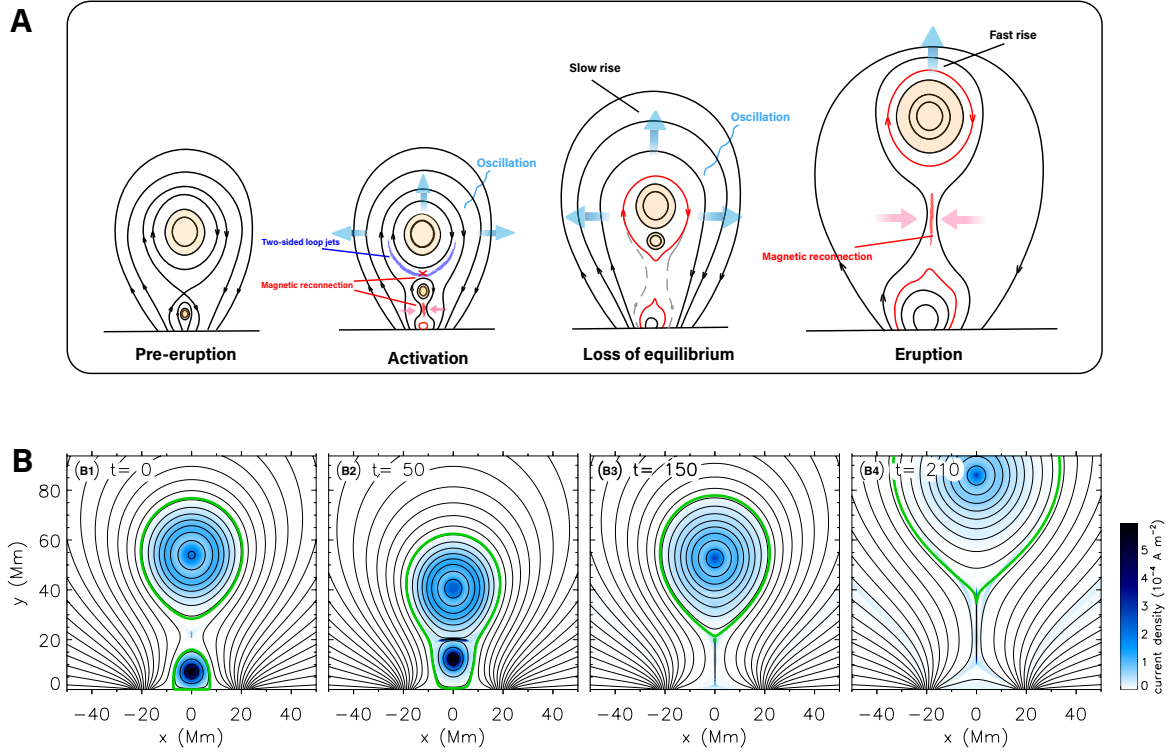 A
Slow rise
Fast rise
Oscillation
Oscillation
Two-sided loop jets
Magnetic reconnection
Magnetic reconnection
Pre-eruption
Activation
Loss of equilibrium
Eruption
B
(B1) t= 0
(B2) t= 50
(B3) t= 150
(B4) t= 210
80
60
40
20
0
y (Mm)
−40 −20 0 20 40
−40 −20 0 20 40
−40 −20 0 20 40
−40 −20 0 20 40
x (Mm)
x (Mm)
x (Mm)
x (Mm)
5
4
3
2
1
0
current density (10⁻⁴ A m⁻²)